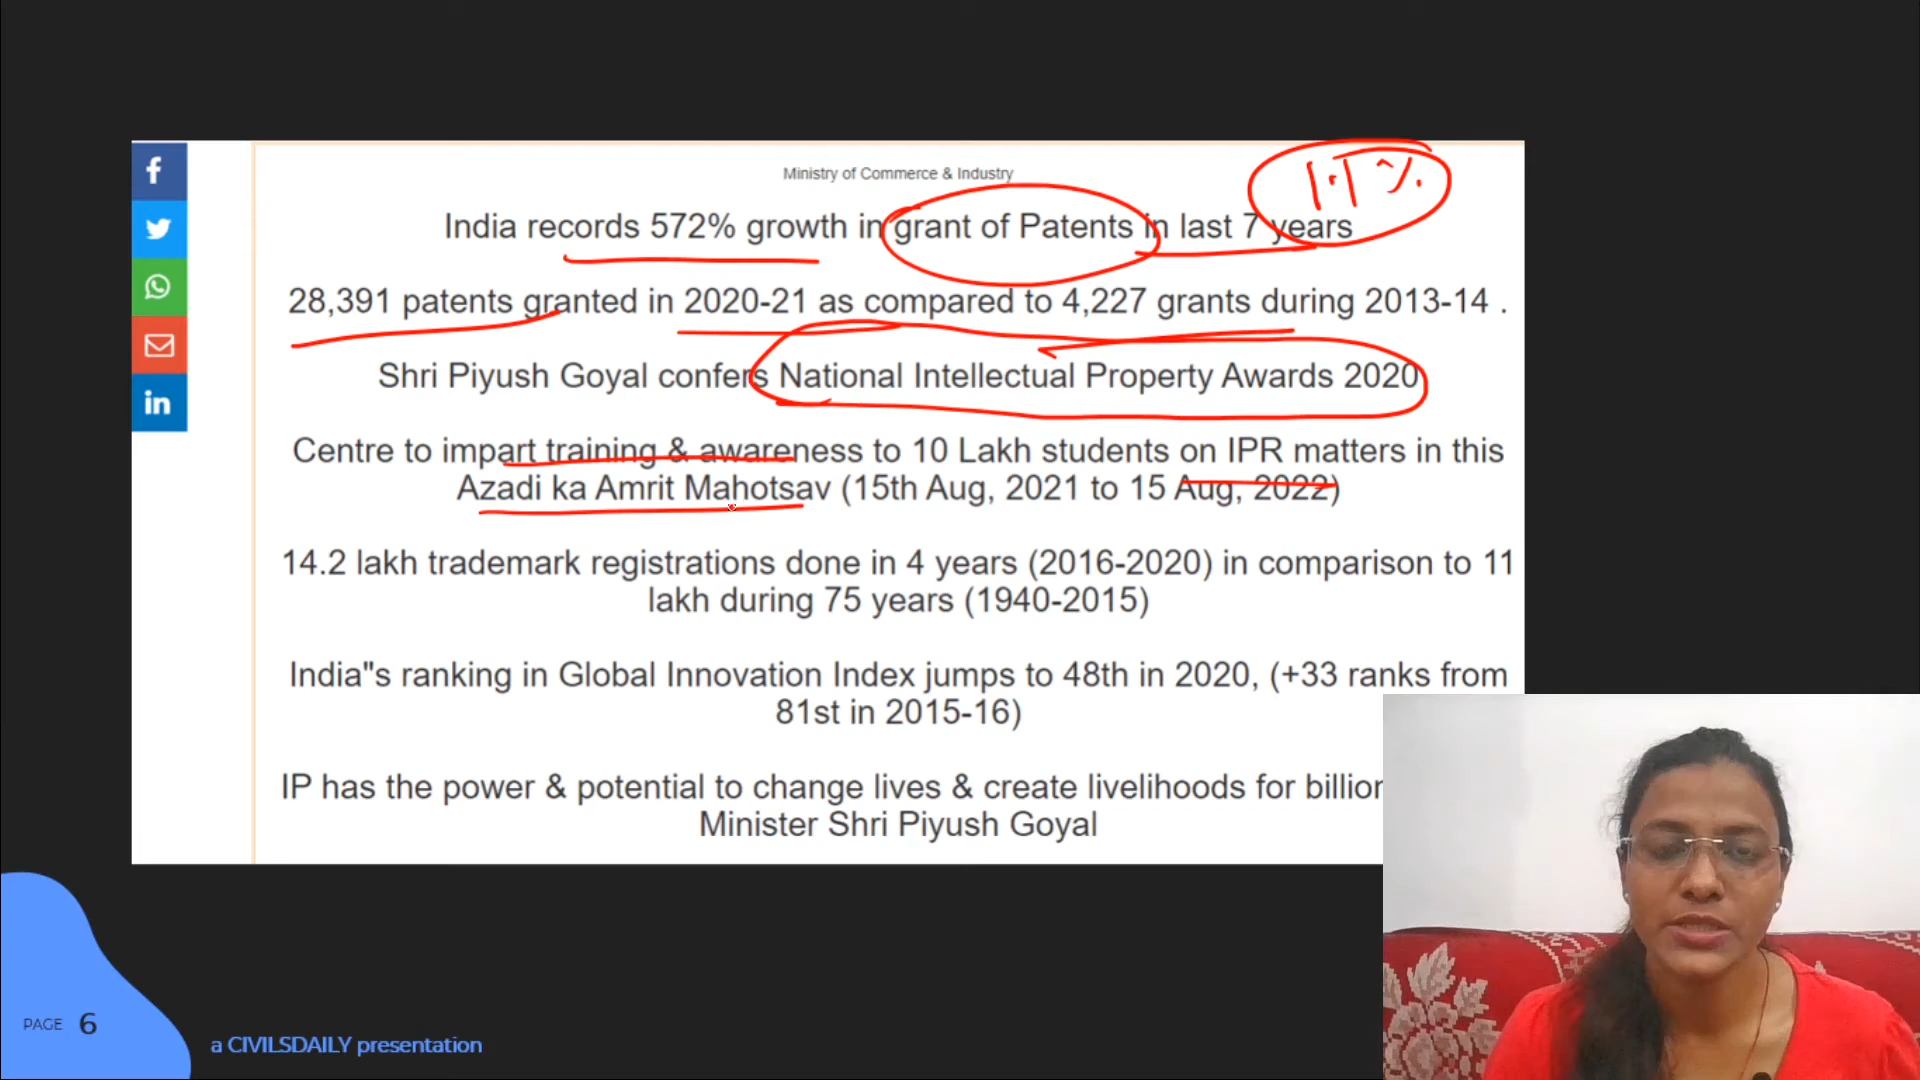 Ministry of Commerce & Industry
1.1 %
India records 572% growth in grant of Patents in last 7 years
28,391 patents granted in 2020-21 as compared to 4,227 grants during 2013-14 .
Shri Piyush Goyal confers National Intellectual Property Awards 2020
Centre to impart training & awareness to 10 Lakh students on IPR matters in this
Azadi ka Amrit Mahotsav (15th Aug, 2021 to 15 Aug, 2022)
14.2 lakh trademark registrations done in 4 years (2016-2020) in comparison to 11
lakh during 75 years (1940-2015)
India"s ranking in Global Innovation Index jumps to 48th in 2020, (+33 ranks from
81st in 2015-16)
IP has the power & potential to change lives & create livelihoods for billion
Minister Shri Piyush Goyal
PAGE 6
a CIVILSDAILY presentation